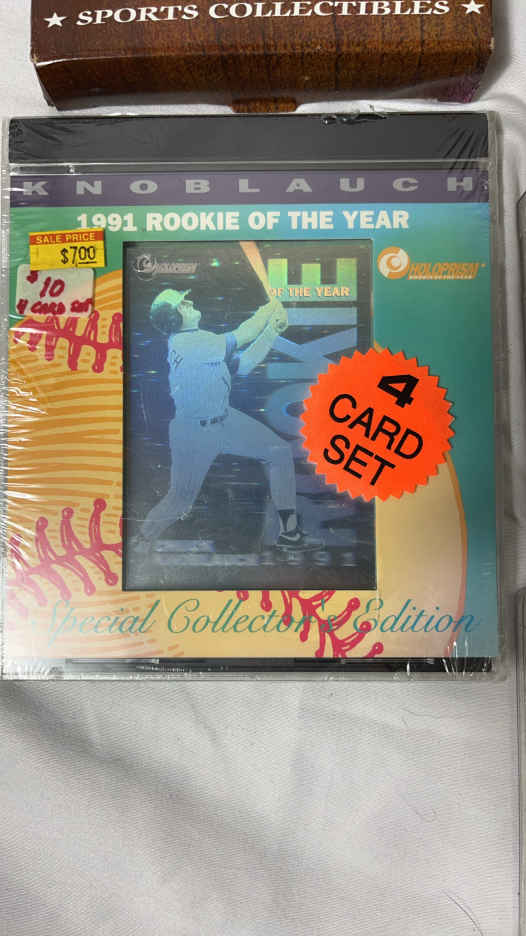 ★ SPORTS COLLECTIBLES ★
KNOBLAUCH
1991 ROOKIE OF THE YEAR
SALE PRICE
$7.00
$10
4 CARD SET
HOLOPRISM
HOLOPRISM
OF THE YEAR
4
CARD
SET
Special Collector's Edition